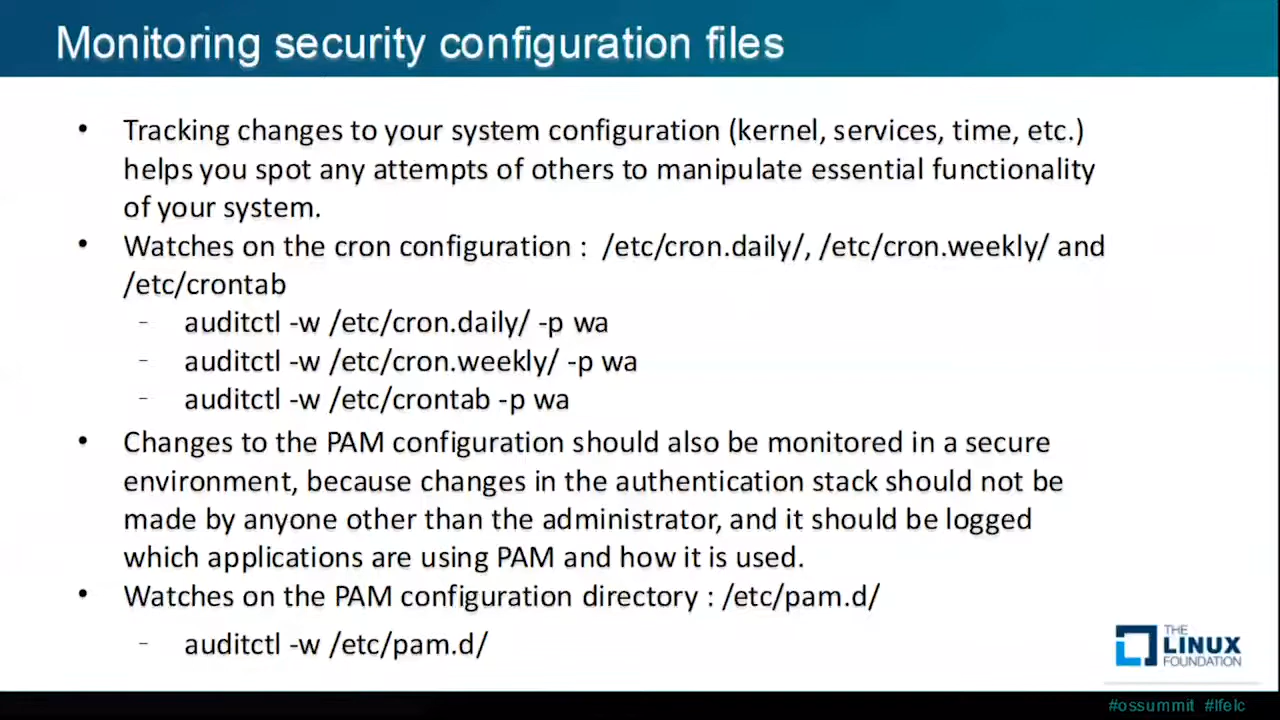 Monitoring security configuration files
• Tracking changes to your system configuration (kernel, services, time, etc.)
helps you spot any attempts of others to manipulate essential functionality
of your system.
• Watches on the cron configuration : /etc/cron.daily/, /etc/cron.weekly/ and
/etc/crontab
- auditctl -w /etc/cron.daily/ -p wa
- auditctl -w /etc/cron.weekly/ -p wa
- auditctl -w /etc/crontab -p wa
• Changes to the PAM configuration should also be monitored in a secure
environment, because changes in the authentication stack should not be
made by anyone other than the administrator, and it should be logged
which applications are using PAM and how it is used.
• Watches on the PAM configuration directory : /etc/pam.d/
- auditctl -w /etc/pam.d/
THE
LINUX
FOUNDATION
#ossummit #lfelc